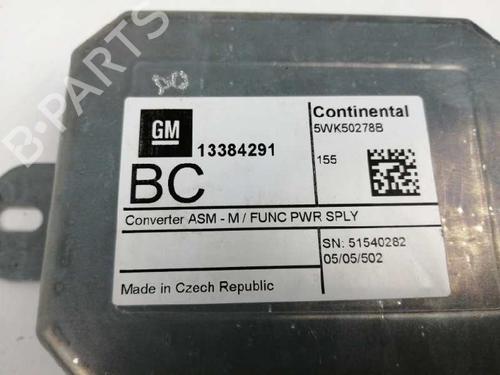 DO
GM
13384291
BC
Continental
5WK50278B
155
Converter ASM - M / FUNC PWR SPLY
SN: 51540282
05/05/502
Made in Czech Republic
B-PARTS